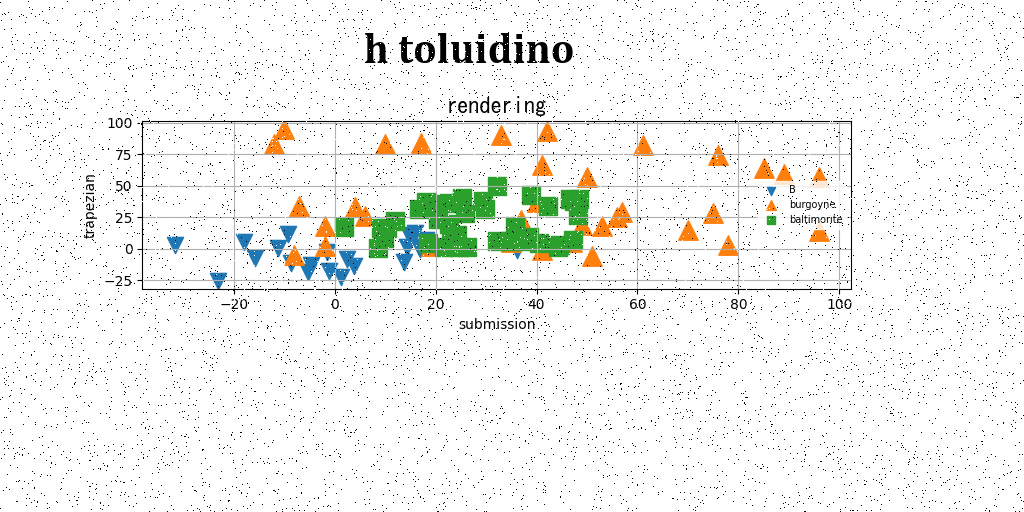 h toluidino
rendering
trapezian
100
75
50
25
0
−25
−20
0
20
40
60
80
100
submission
B
burgoyne
baltimonte